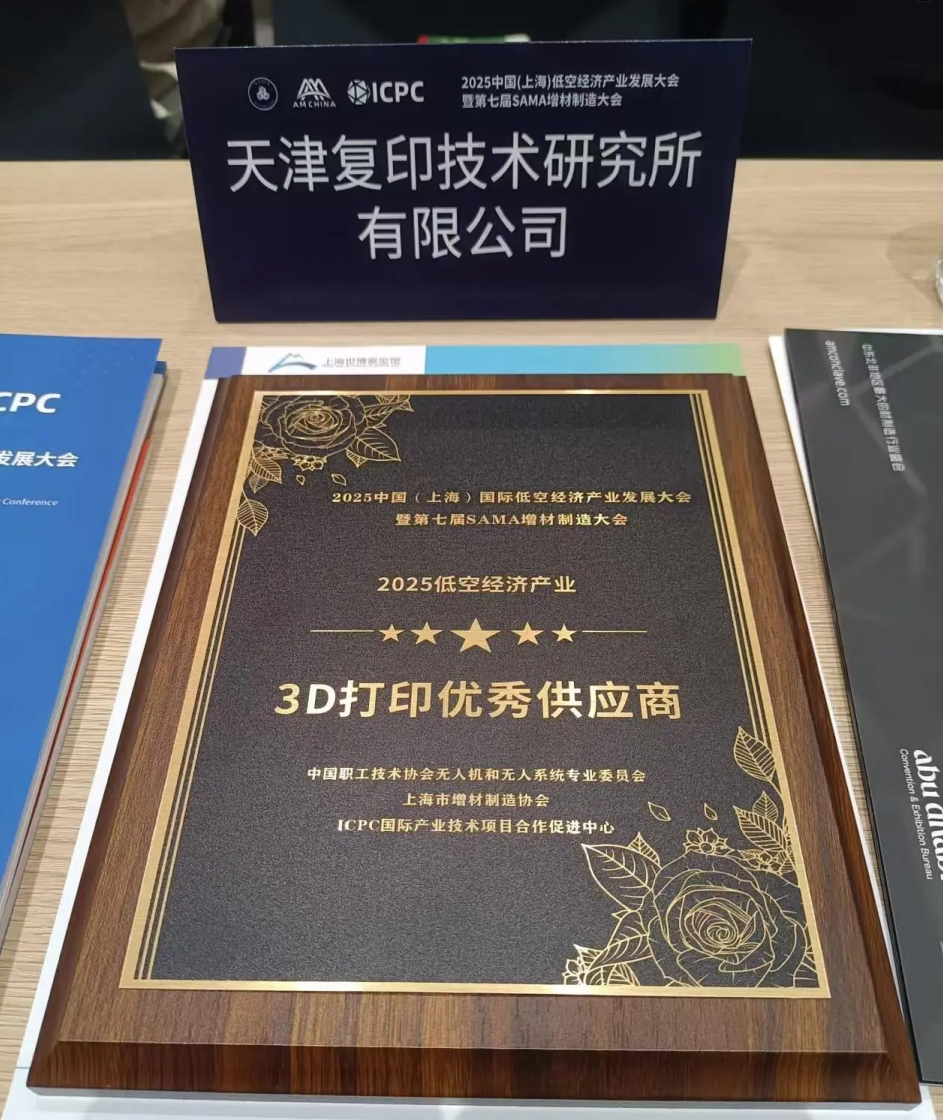 AM CHINA
ICPC
2025中国(上海)低空经济产业发展大会
暨第七届SAMA增材制造大会
天津复印技术研究所
有限公司
上海世博展览馆
CPC
发展大会
Conference
2025中国（上海）国际低空经济产业发展大会
暨第七届SAMA增材制造大会
2025低空经济产业
3D打印优秀供应商
中国职工技术协会无人机和无人系统专业委员会
上海市增材制造协会
ICPC国际产业技术项目合作促进中心
amconclave.com
abu dhabi
Convention & Exhibition Bureau